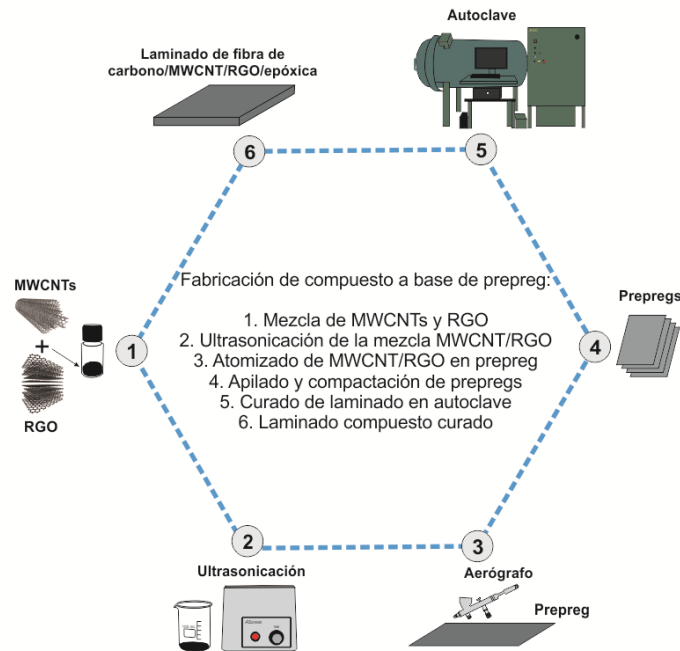 Autoclave
Laminado de fibra de
carbono/MWCNT/RGO/epóxica
6
5
MWCNTs
+
RGO
1
Fabricación de compuesto a base de prepreg:
1. Mezcla de MWCNTs y RGO
2. Ultrasonicación de la mezcla MWCNT/RGO
3. Atomizado de MWCNT/RGO en prepreg
4. Apilado y compactación de prepregs
5. Curado de laminado en autoclave
6. Laminado compuesto curado
Prepregs
4
2
Ultrasonicación
3
Aerógrafo
Prepreg